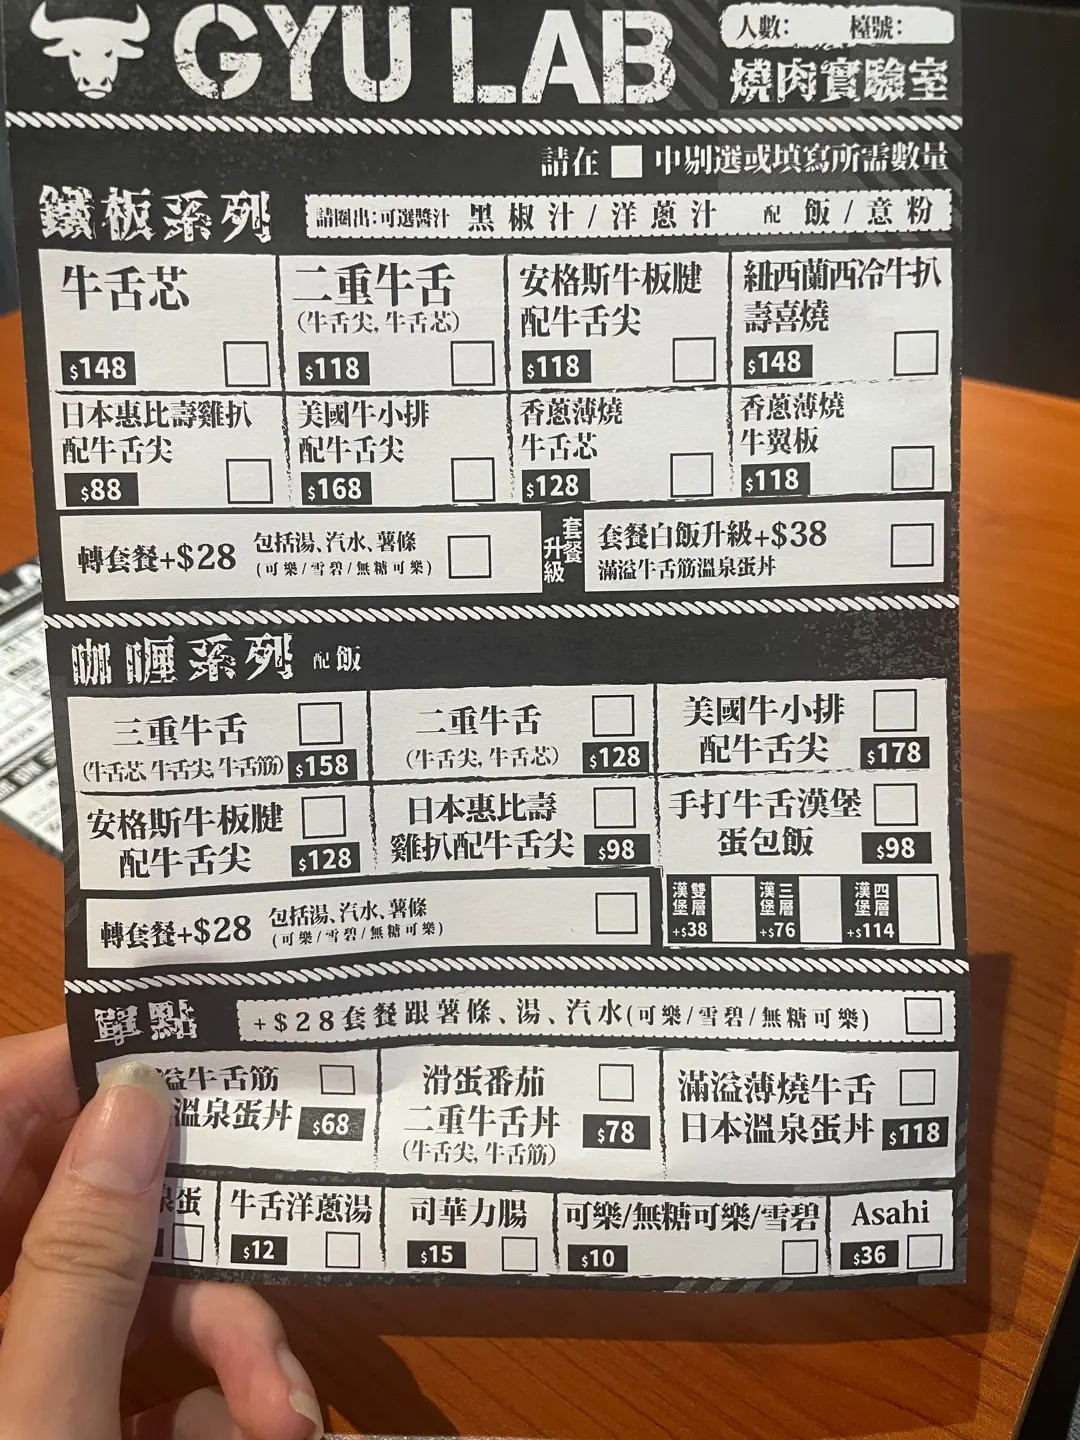 GYU LAB
人數: 檯號:
燒肉實驗室
請在 中剔選或填寫所需數量
鐵板系列
請圈出:可選醬汁 黑椒汁/洋蔥汁 配 飯/意粉
牛舌芯
$148
二重牛舌
(牛舌尖, 牛舌芯)
$118
安格斯牛板腱
配牛舌尖
$118
紐西蘭西冷牛扒
壽喜燒
$148
日本惠比壽雞扒
配牛舌尖
$88
美國牛小排
配牛舌尖
$168
香蔥薄燒
牛舌芯
$128
香蔥薄燒
牛翼板
$118
轉套餐+$28 包括湯、汽水、薯條
(可樂/雪碧/無糖可樂)
套餐
升級
套餐白飯升級+$38
滿溢牛舌筋溫泉蛋丼
咖喱系列 配飯
三重牛舌
(牛舌芯, 牛舌尖, 牛舌筋) $158
二重牛舌
(牛舌尖, 牛舌芯) $128
美國牛小排
配牛舌尖 $178
安格斯牛板腱
配牛舌尖 $128
日本惠比壽
雞扒配牛舌尖 $98
手打牛舌漢堡
蛋包飯 $98
轉套餐+$28 包括湯、汽水、薯條
(可樂/雪碧/無糖可樂)
雙層漢堡
+$38
三層漢堡
+$76
四層漢堡
+$114
單點
+$28套餐跟薯條、湯、汽水(可樂/雪碧/無糖可樂)
溢牛舌筋
溫泉蛋丼 $68
滑蛋番茄
二重牛舌丼 $78
(牛舌尖, 牛舌筋)
滿溢薄燒牛舌
日本溫泉蛋丼 $118
泉蛋
牛舌洋蔥湯
$12
司華力腸
$15
可樂/無糖可樂/雪碧
$10
Asahi
$36